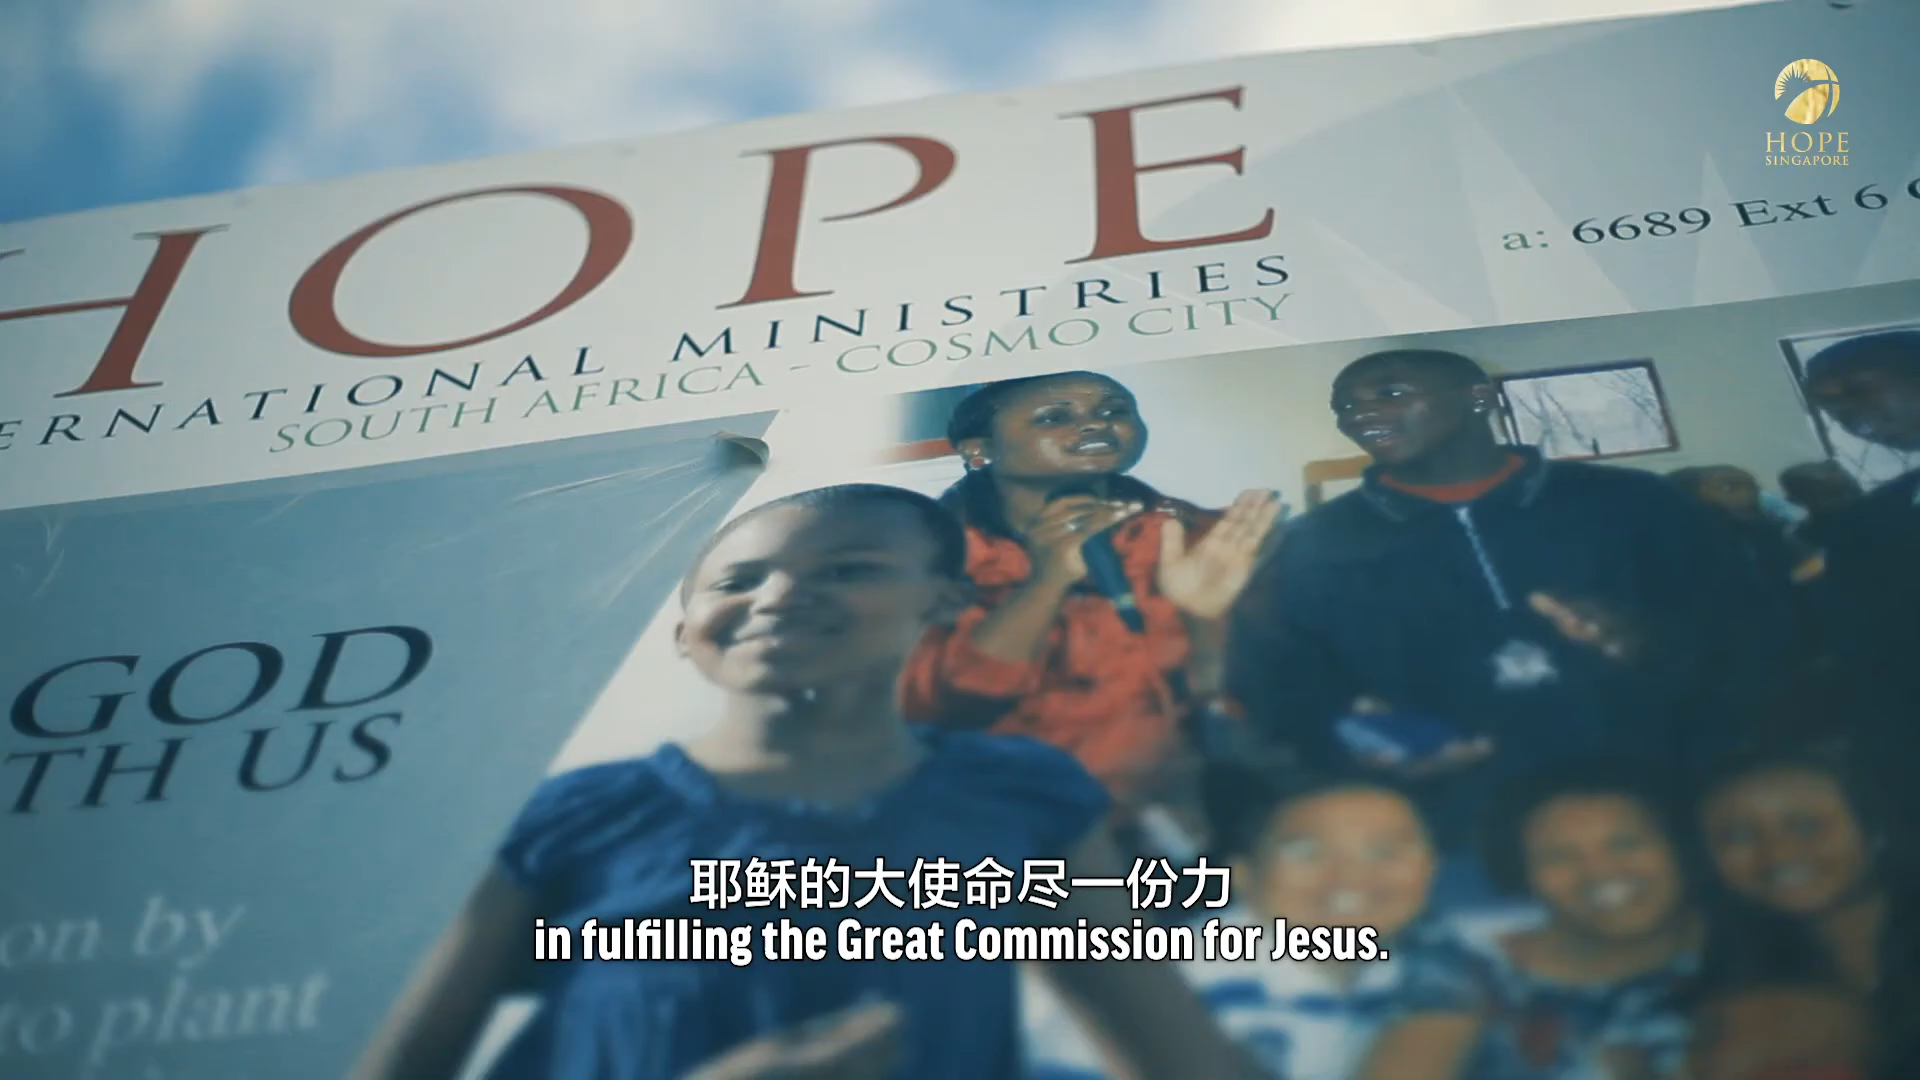 HOPE
SINGAPORE
HOPE
ERNATIONAL MINISTRIES
SOUTH AFRICA - COSMO CITY
a: 6689 Ext 6
GOD
TH US
on by
to plant
耶稣的大使命尽一份力
in fulfilling the Great Commission for Jesus.